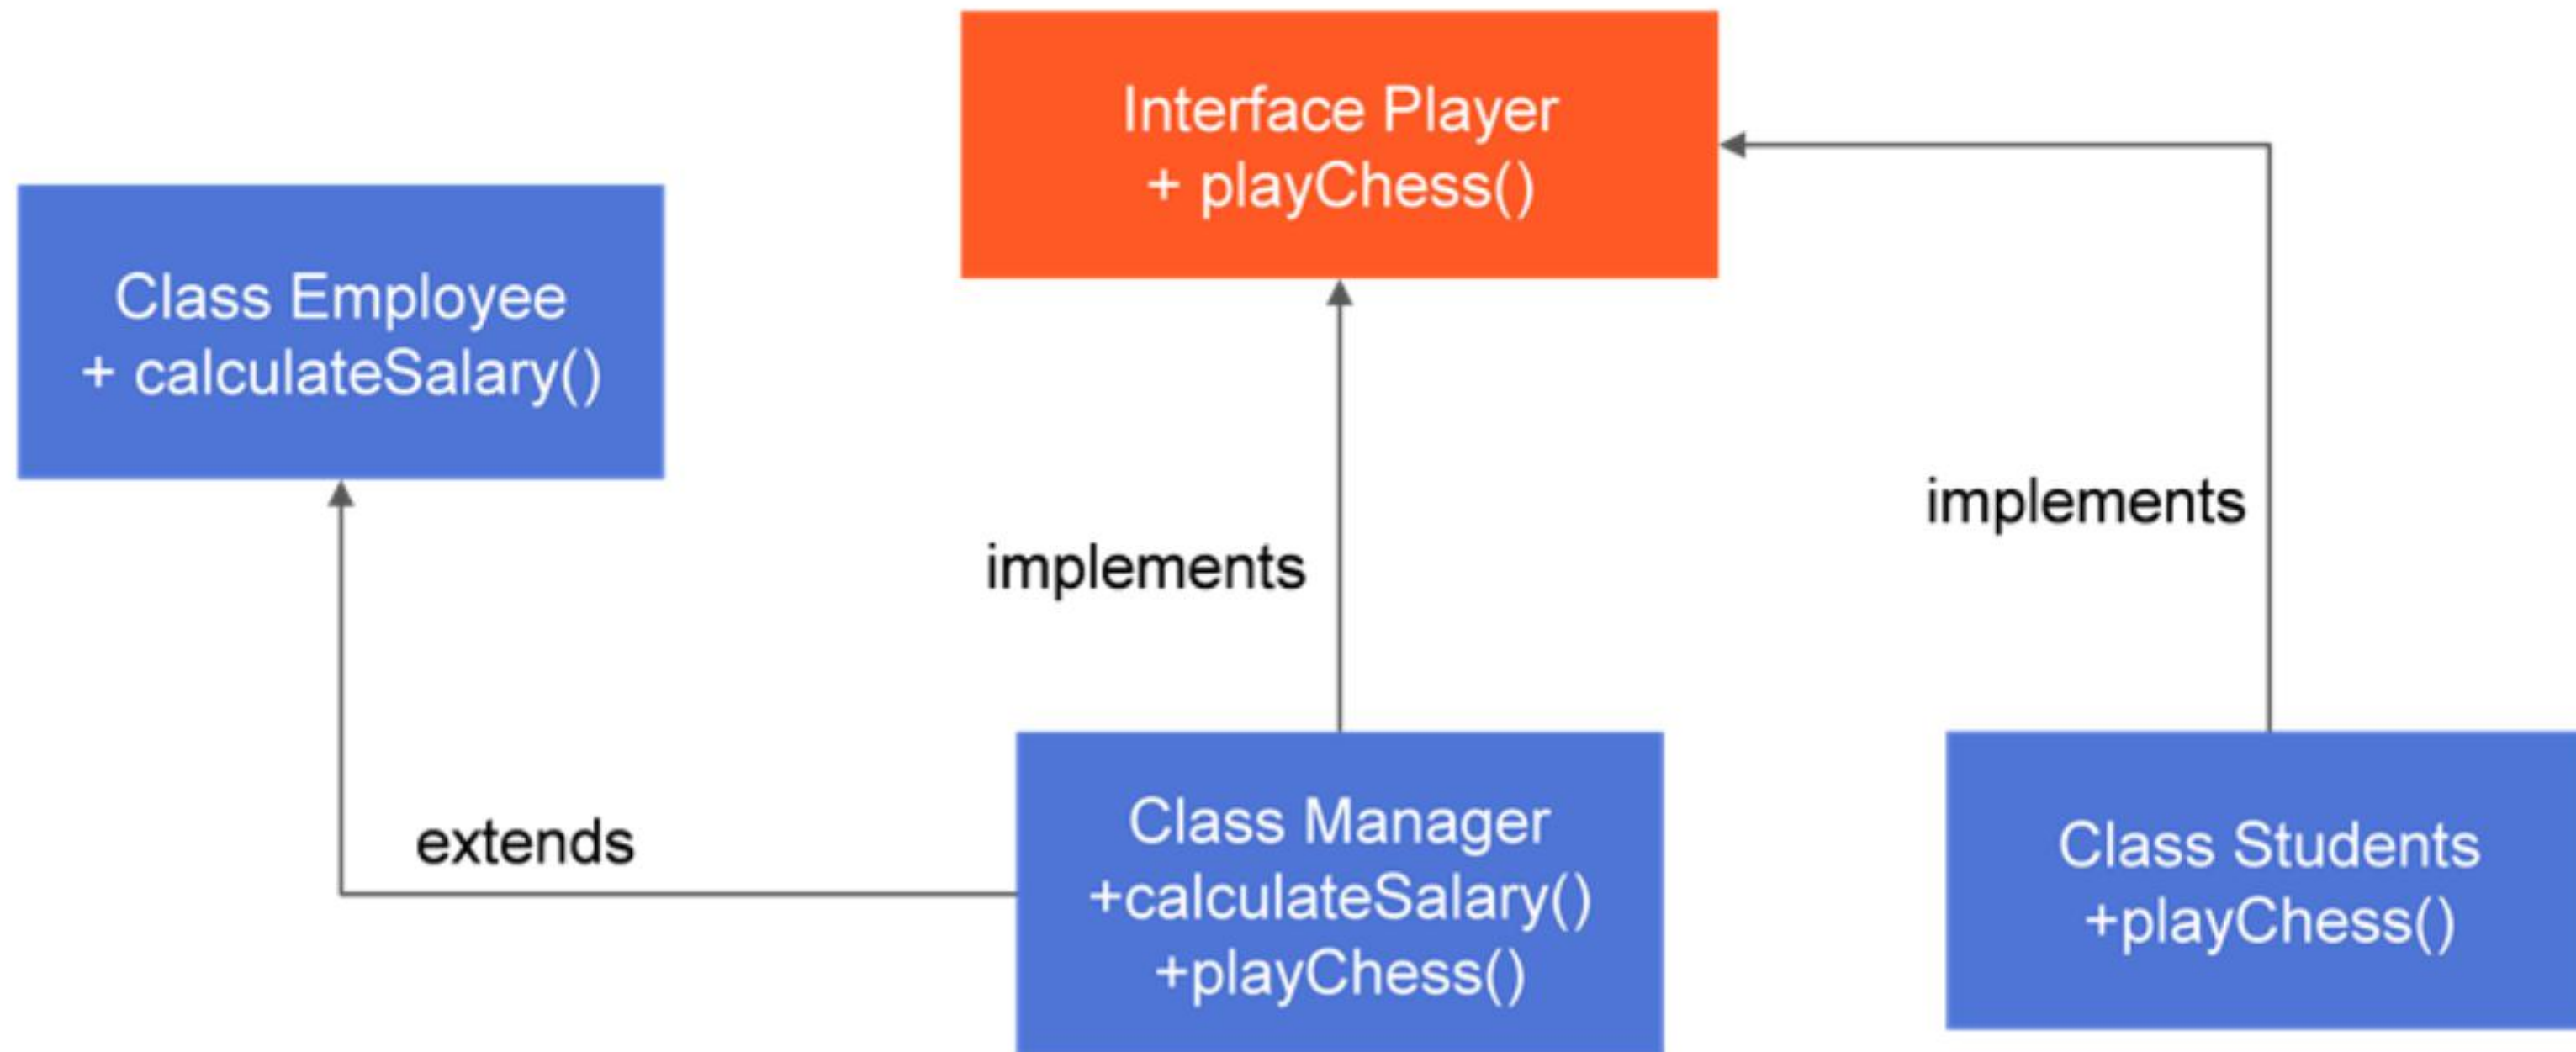 Interface Player
+ playChess()
Class Employee
+ calculateSalary()
implements
implements
extends
Class Manager
+calculateSalary()
+playChess()
Class Students
+playChess()